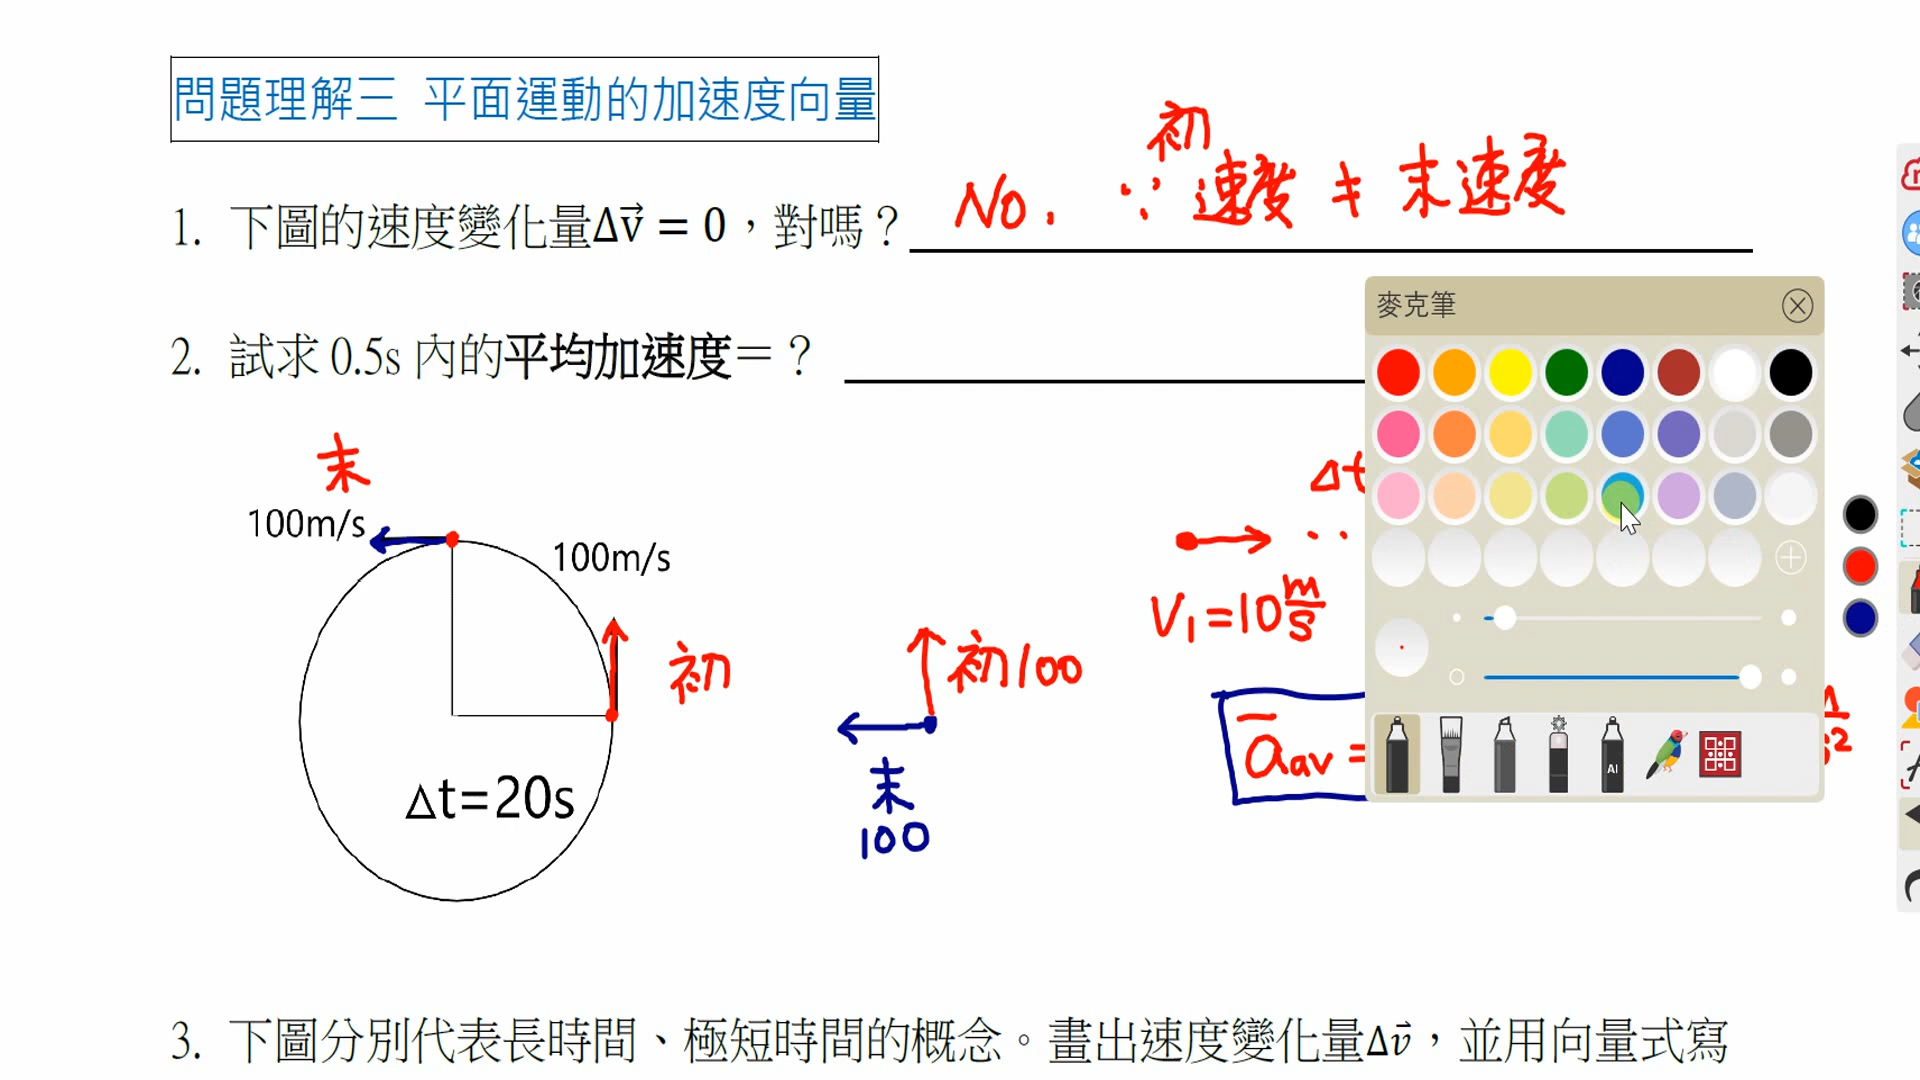 問題理解三 平面運動的加速度向量
初
1. 下圖的速度變化量Δv⃗ = 0，對嗎？ No. ∵ 速度 ≠ 末速度
麥克筆
2. 試求 0.5s 內的平均加速度＝？
末
100m/s
100m/s
Δt
V₁=10 m/s
初
初100
āav =
末
100
Δt=20s
AI
3. 下圖分別代表長時間、極短時間的概念。畫出速度變化量Δv⃗，並用向量式寫